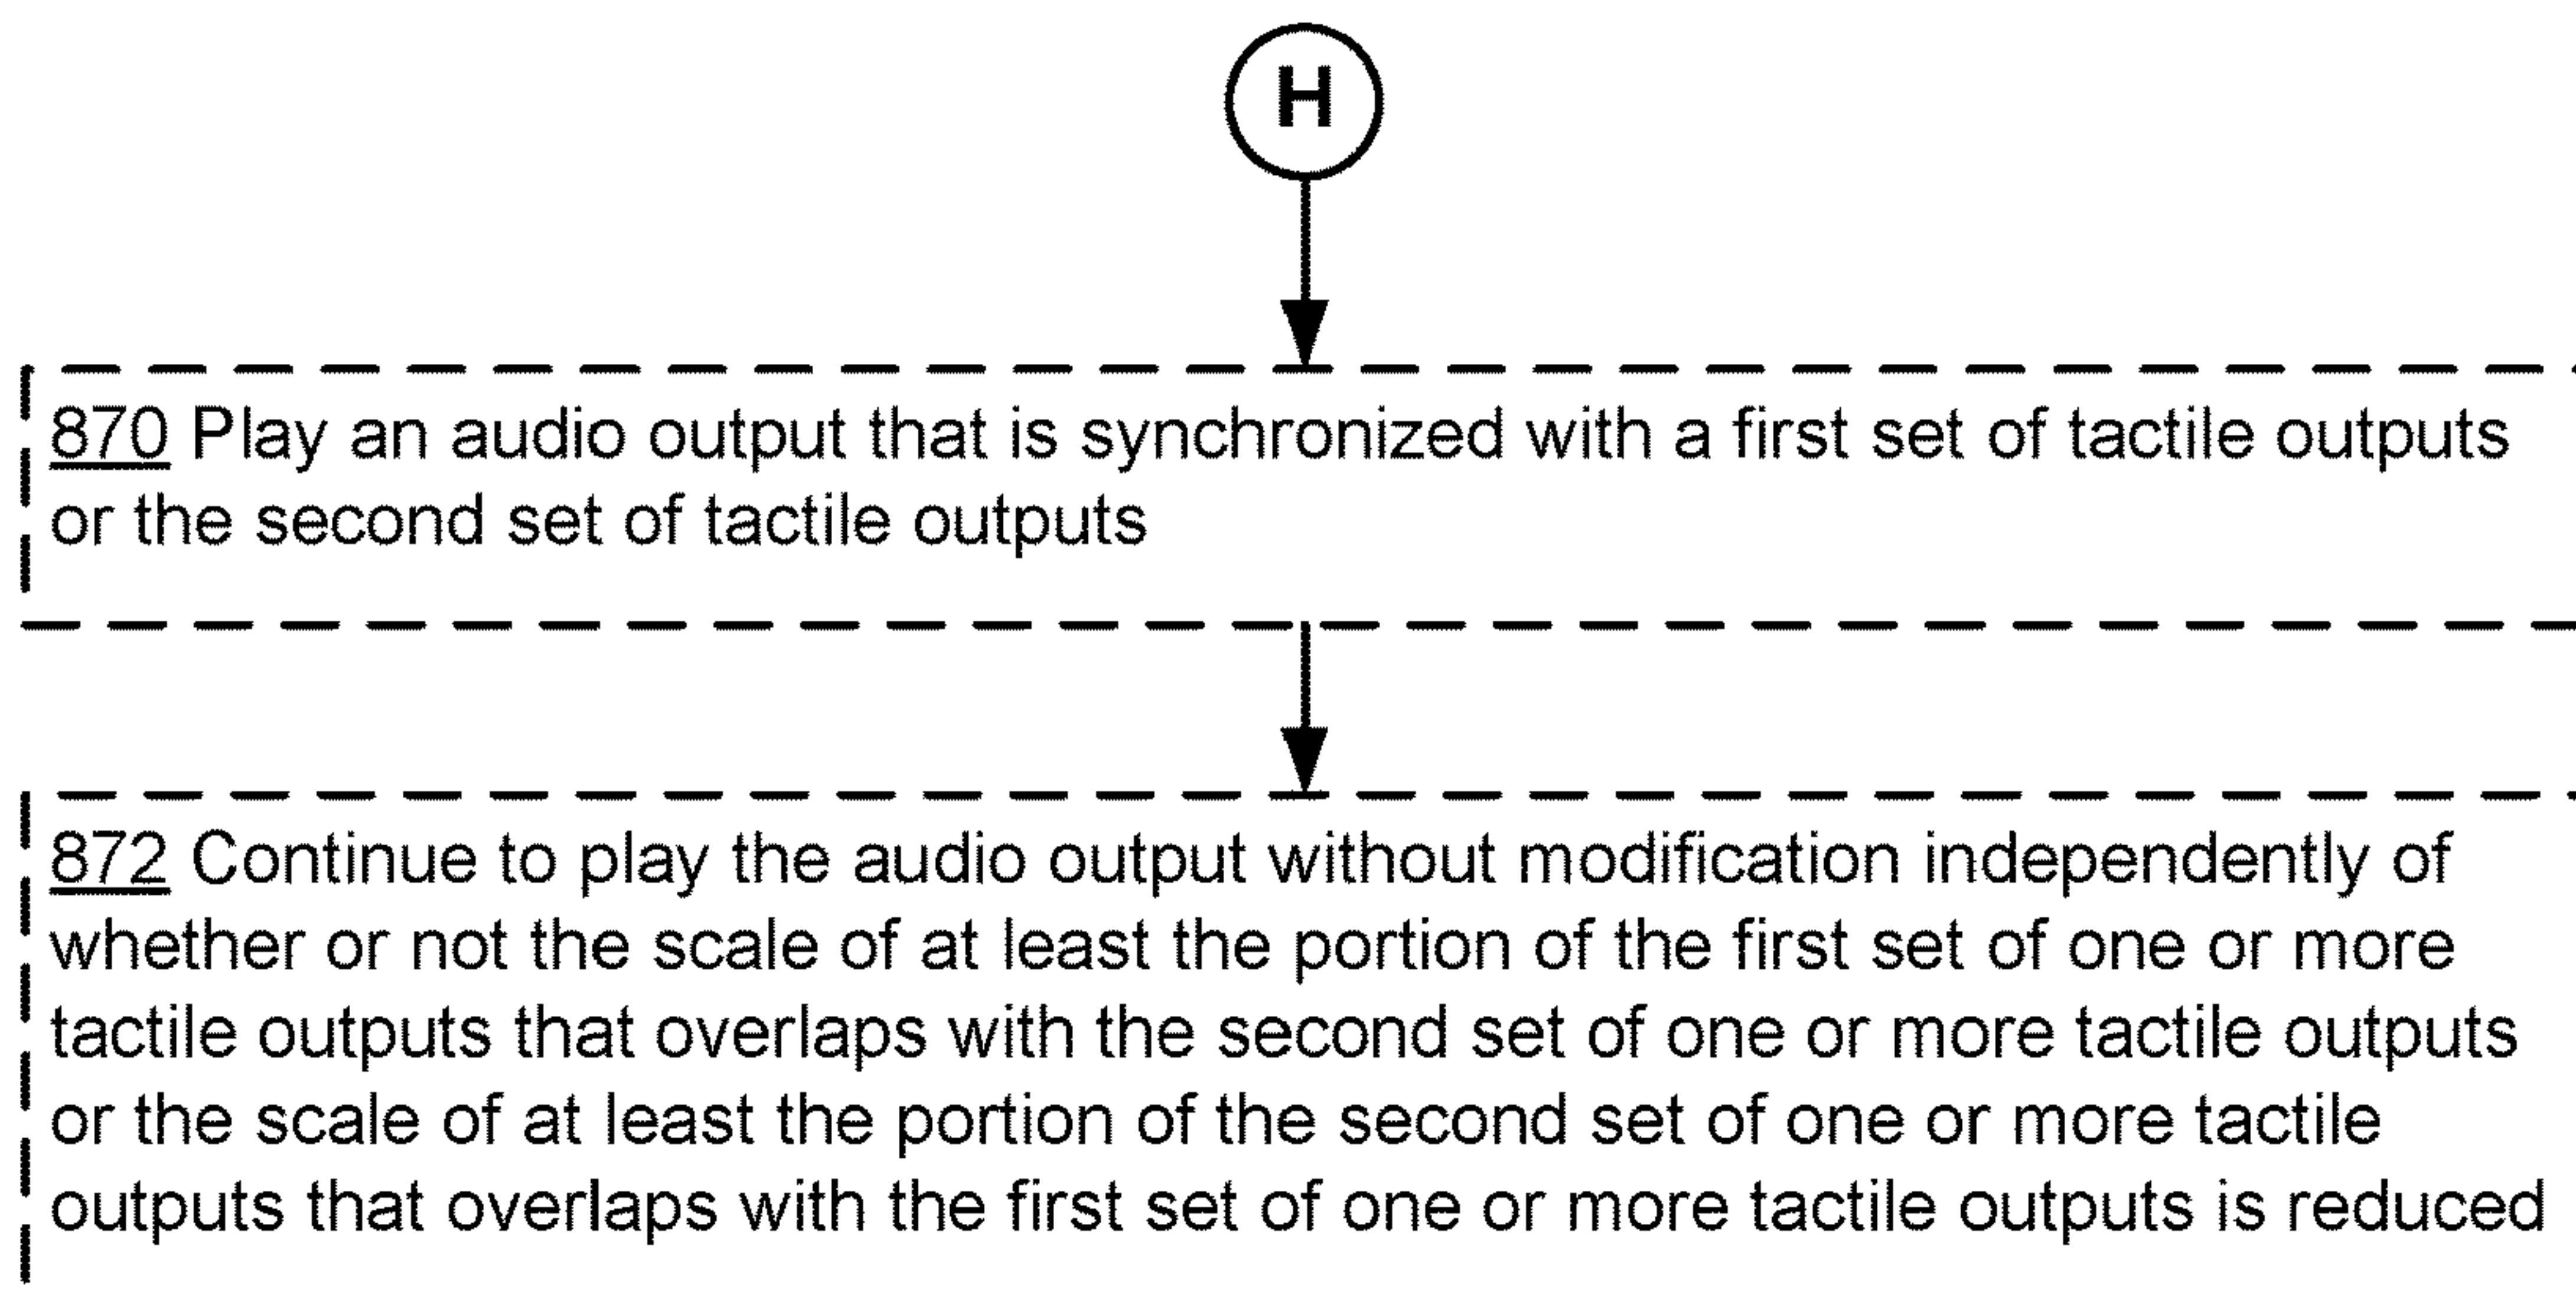 H
870 Play an audio output that is synchronized with a first set of tactile outputs
or the second set of tactile outputs
872 Continue to play the audio output without modification independently of
whether or not the scale of at least the portion of the first set of one or more
tactile outputs that overlaps with the second set of one or more tactile outputs
or the scale of at least the portion of the second set of one or more tactile
outputs that overlaps with the first set of one or more tactile outputs is reduced